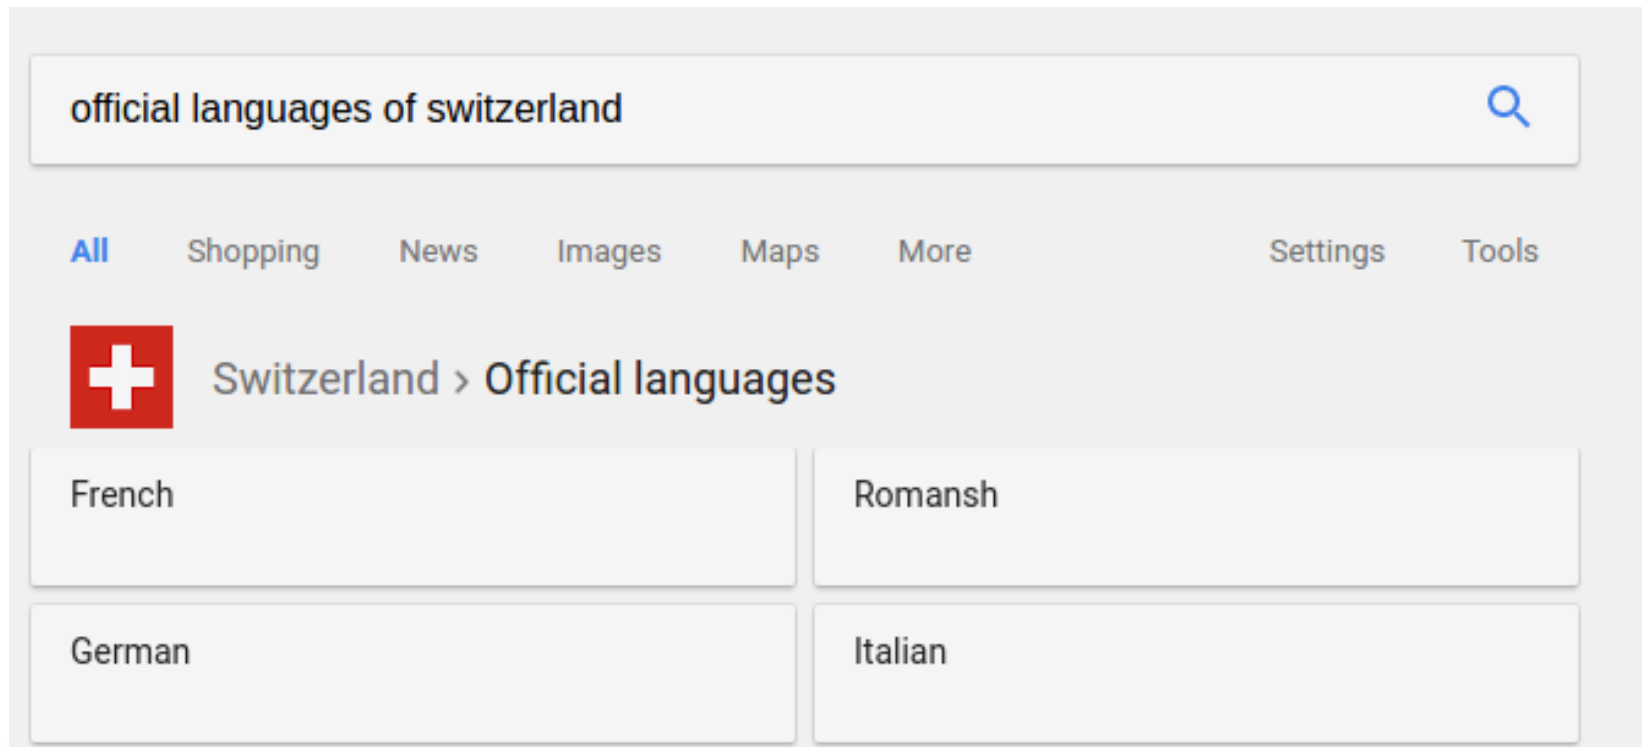 official languages of switzerland
All Shopping News Images Maps More Settings Tools
Switzerland › Official languages
French Romansh
German Italian